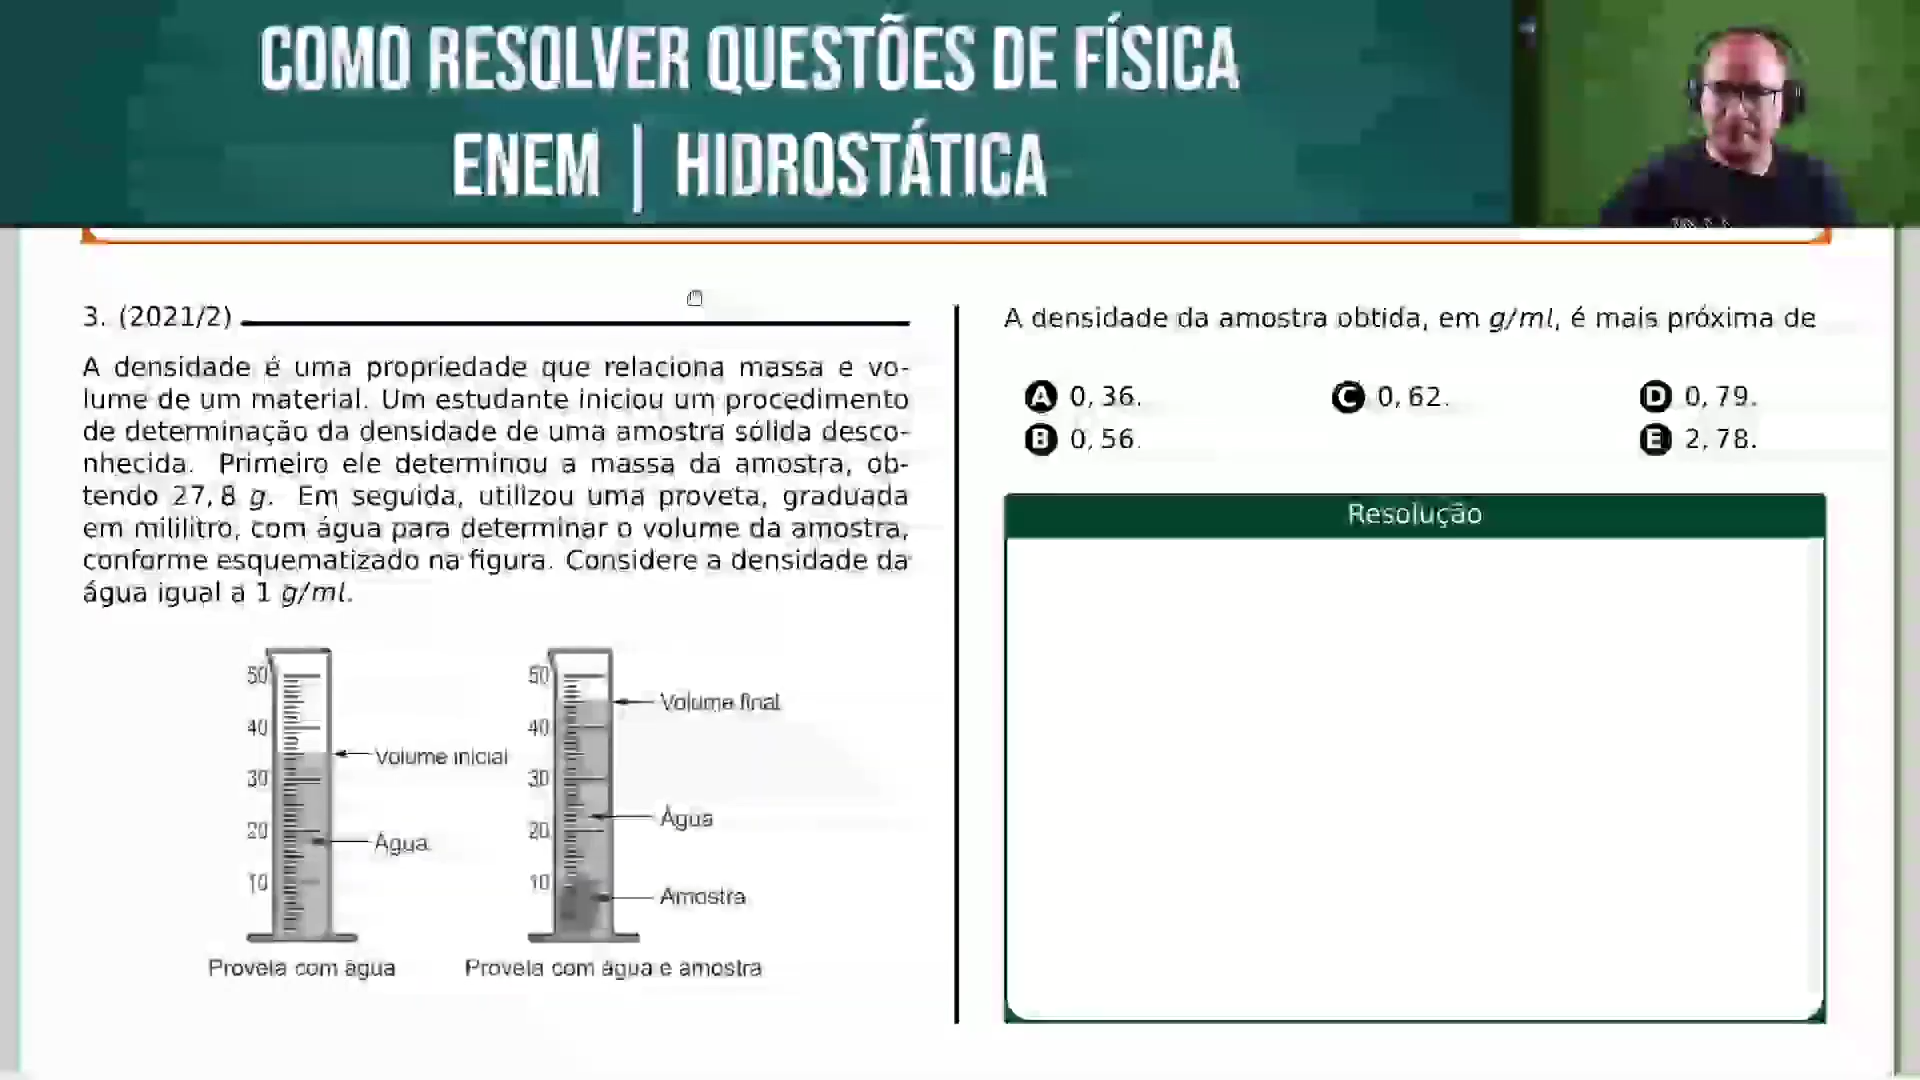 COMO RESOLVER QUESTÕES DE FÍSICA
ENEM | HIDROSTÁTICA
3. (2021/2)
A densidade é uma propriedade que relaciona massa e vo-
lume de um material. Um estudante iniciou um procedimento
de determinação da densidade de uma amostra sólida desco-
nhecida. Primeiro ele determinou a massa da amostra, ob-
tendo 27, 8 g. Em seguida, utilizou uma proveta, graduada
em mililitro, com água para determinar o volume da amostra,
conforme esquematizado na figura. Considere a densidade da
água igual a 1 g/ml.
50
40
30
20
10
Volume inicial
Água
Proveta com água
50
40
30
20
10
Volume final
Água
Amostra
Proveta com água e amostra
A densidade da amostra obtida, em g/ml, é mais próxima de
A 0, 36.
B 0, 56.
C 0, 62.
D 0, 79.
E 2, 78.
Resolução